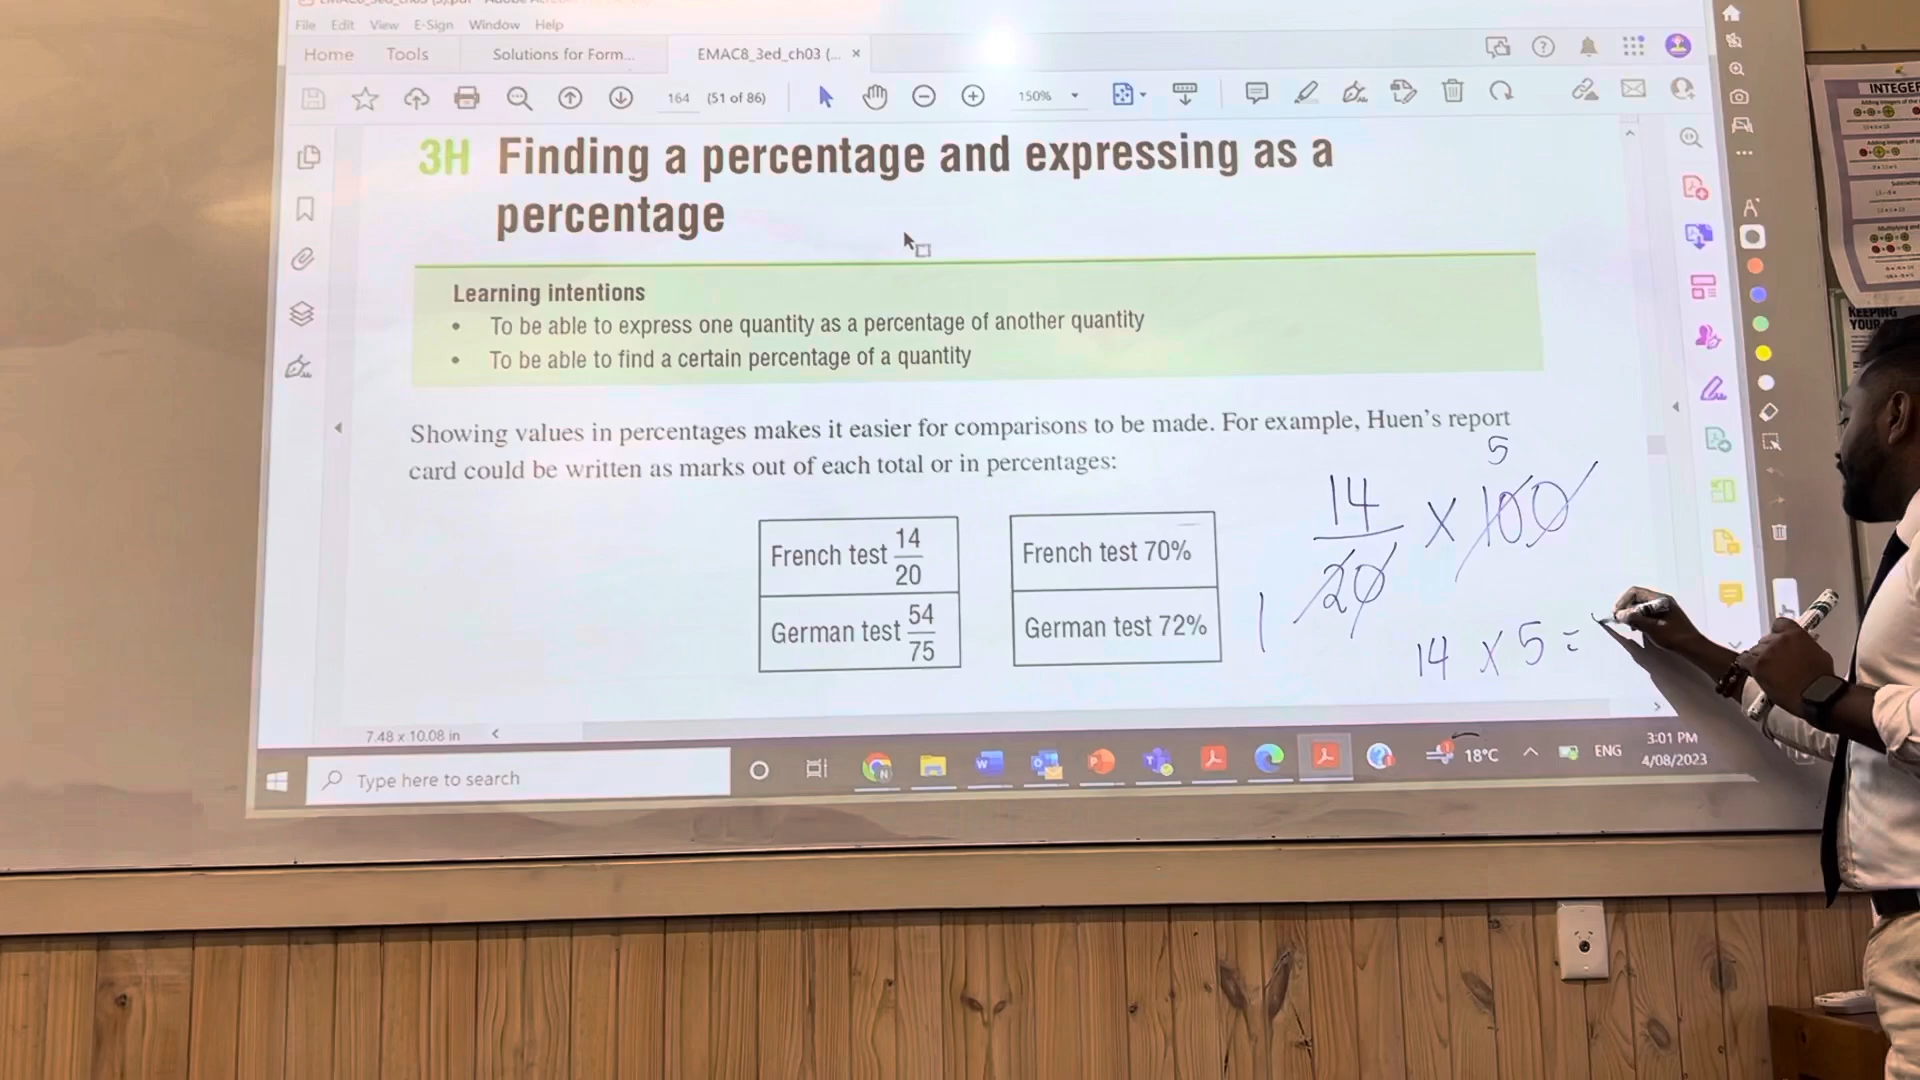 File Edit View E-Sign Window Help
Home Tools Solutions for Form... EMAC8_3ed_ch03 (... ×
164 (51 of 86) 150%
3H Finding a percentage and expressing as a
percentage
Learning intentions
• To be able to express one quantity as a percentage of another quantity
• To be able to find a certain percentage of a quantity
Showing values in percentages makes it easier for comparisons to be made. For example, Huen's report
card could be written as marks out of each total or in percentages:
French test 14/20
German test 54/75
French test 70%
German test 72%
5
14 × 100
1 20
14 × 5 =
7.48 x 10.08 in
Type here to search
18°C ENG
3:01 PM
4/08/2023
INTEGER
KEEPING
YOUR